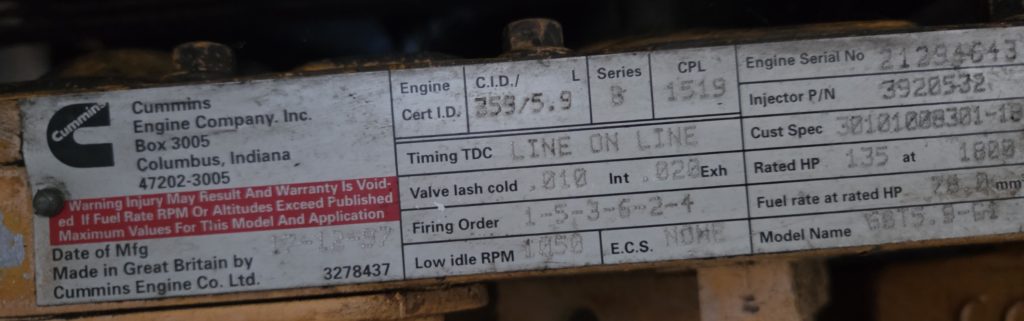 Cummins
Cummins
Engine Company. Inc.
Box 3005
Columbus, Indiana
47202-3005
Warning Injury May Result And Warranty Is Void-
ed If Fuel Rate RPM Or Altitudes Exceed Published
Maximum Values For This Model And Application
Date of Mfg
Made in Great Britain by
Cummins Engine Co. Ltd. 3278437
Engine Cert I.D.
C.I.D./ L
359/5.9
Series
B
CPL
1519
Timing TDC LINE ON LINE
Valve lash cold .010 Int .020 Exh
Firing Order 1-5-3-6-2-4
Low idle RPM 1050
E.C.S. NONE
Engine Serial No
Injector P/N 3920532
Cust Spec 30101008301-18
Rated HP 135 at 1800
Fuel rate at rated HP mm
Model Name